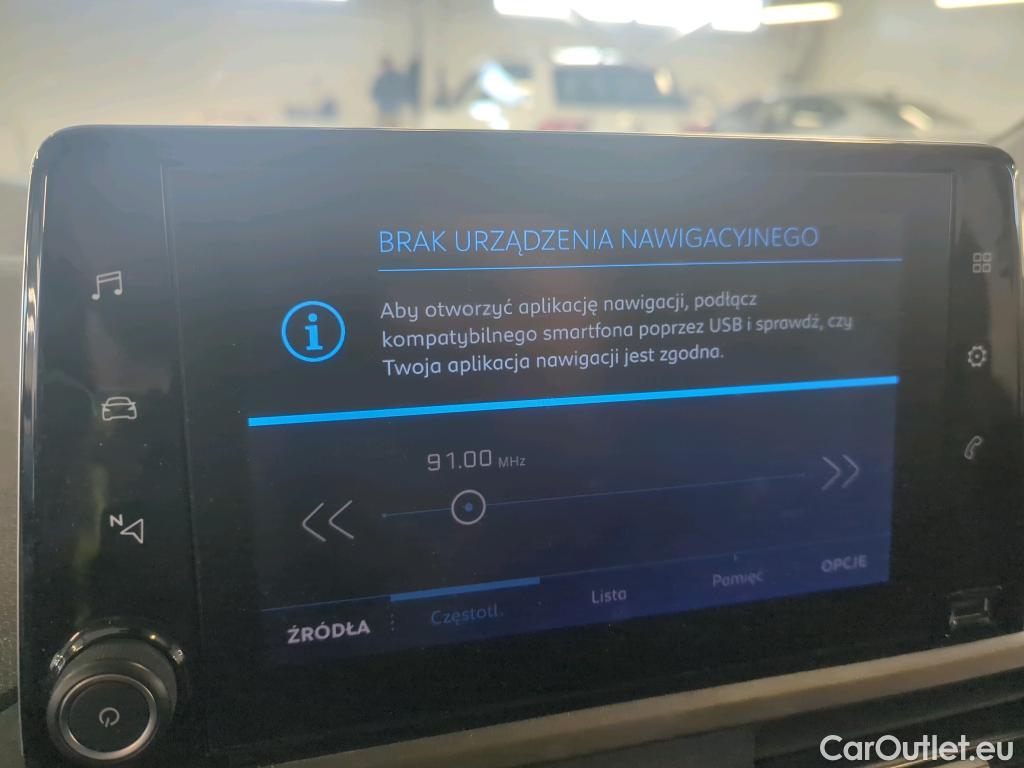 BRAK URZĄDZENIA NAWIGACYJNEGO
Aby otworzyć aplikację nawigacji, podłącz
kompatybilnego smartfona poprzez USB i sprawdź, czy
Twoja aplikacja nawigacji jest zgodna.
91.00 MHz
N
ŹRÓDŁA
Częstotl.
Lista
Pamięć
OPCJE
CarOutlet.eu